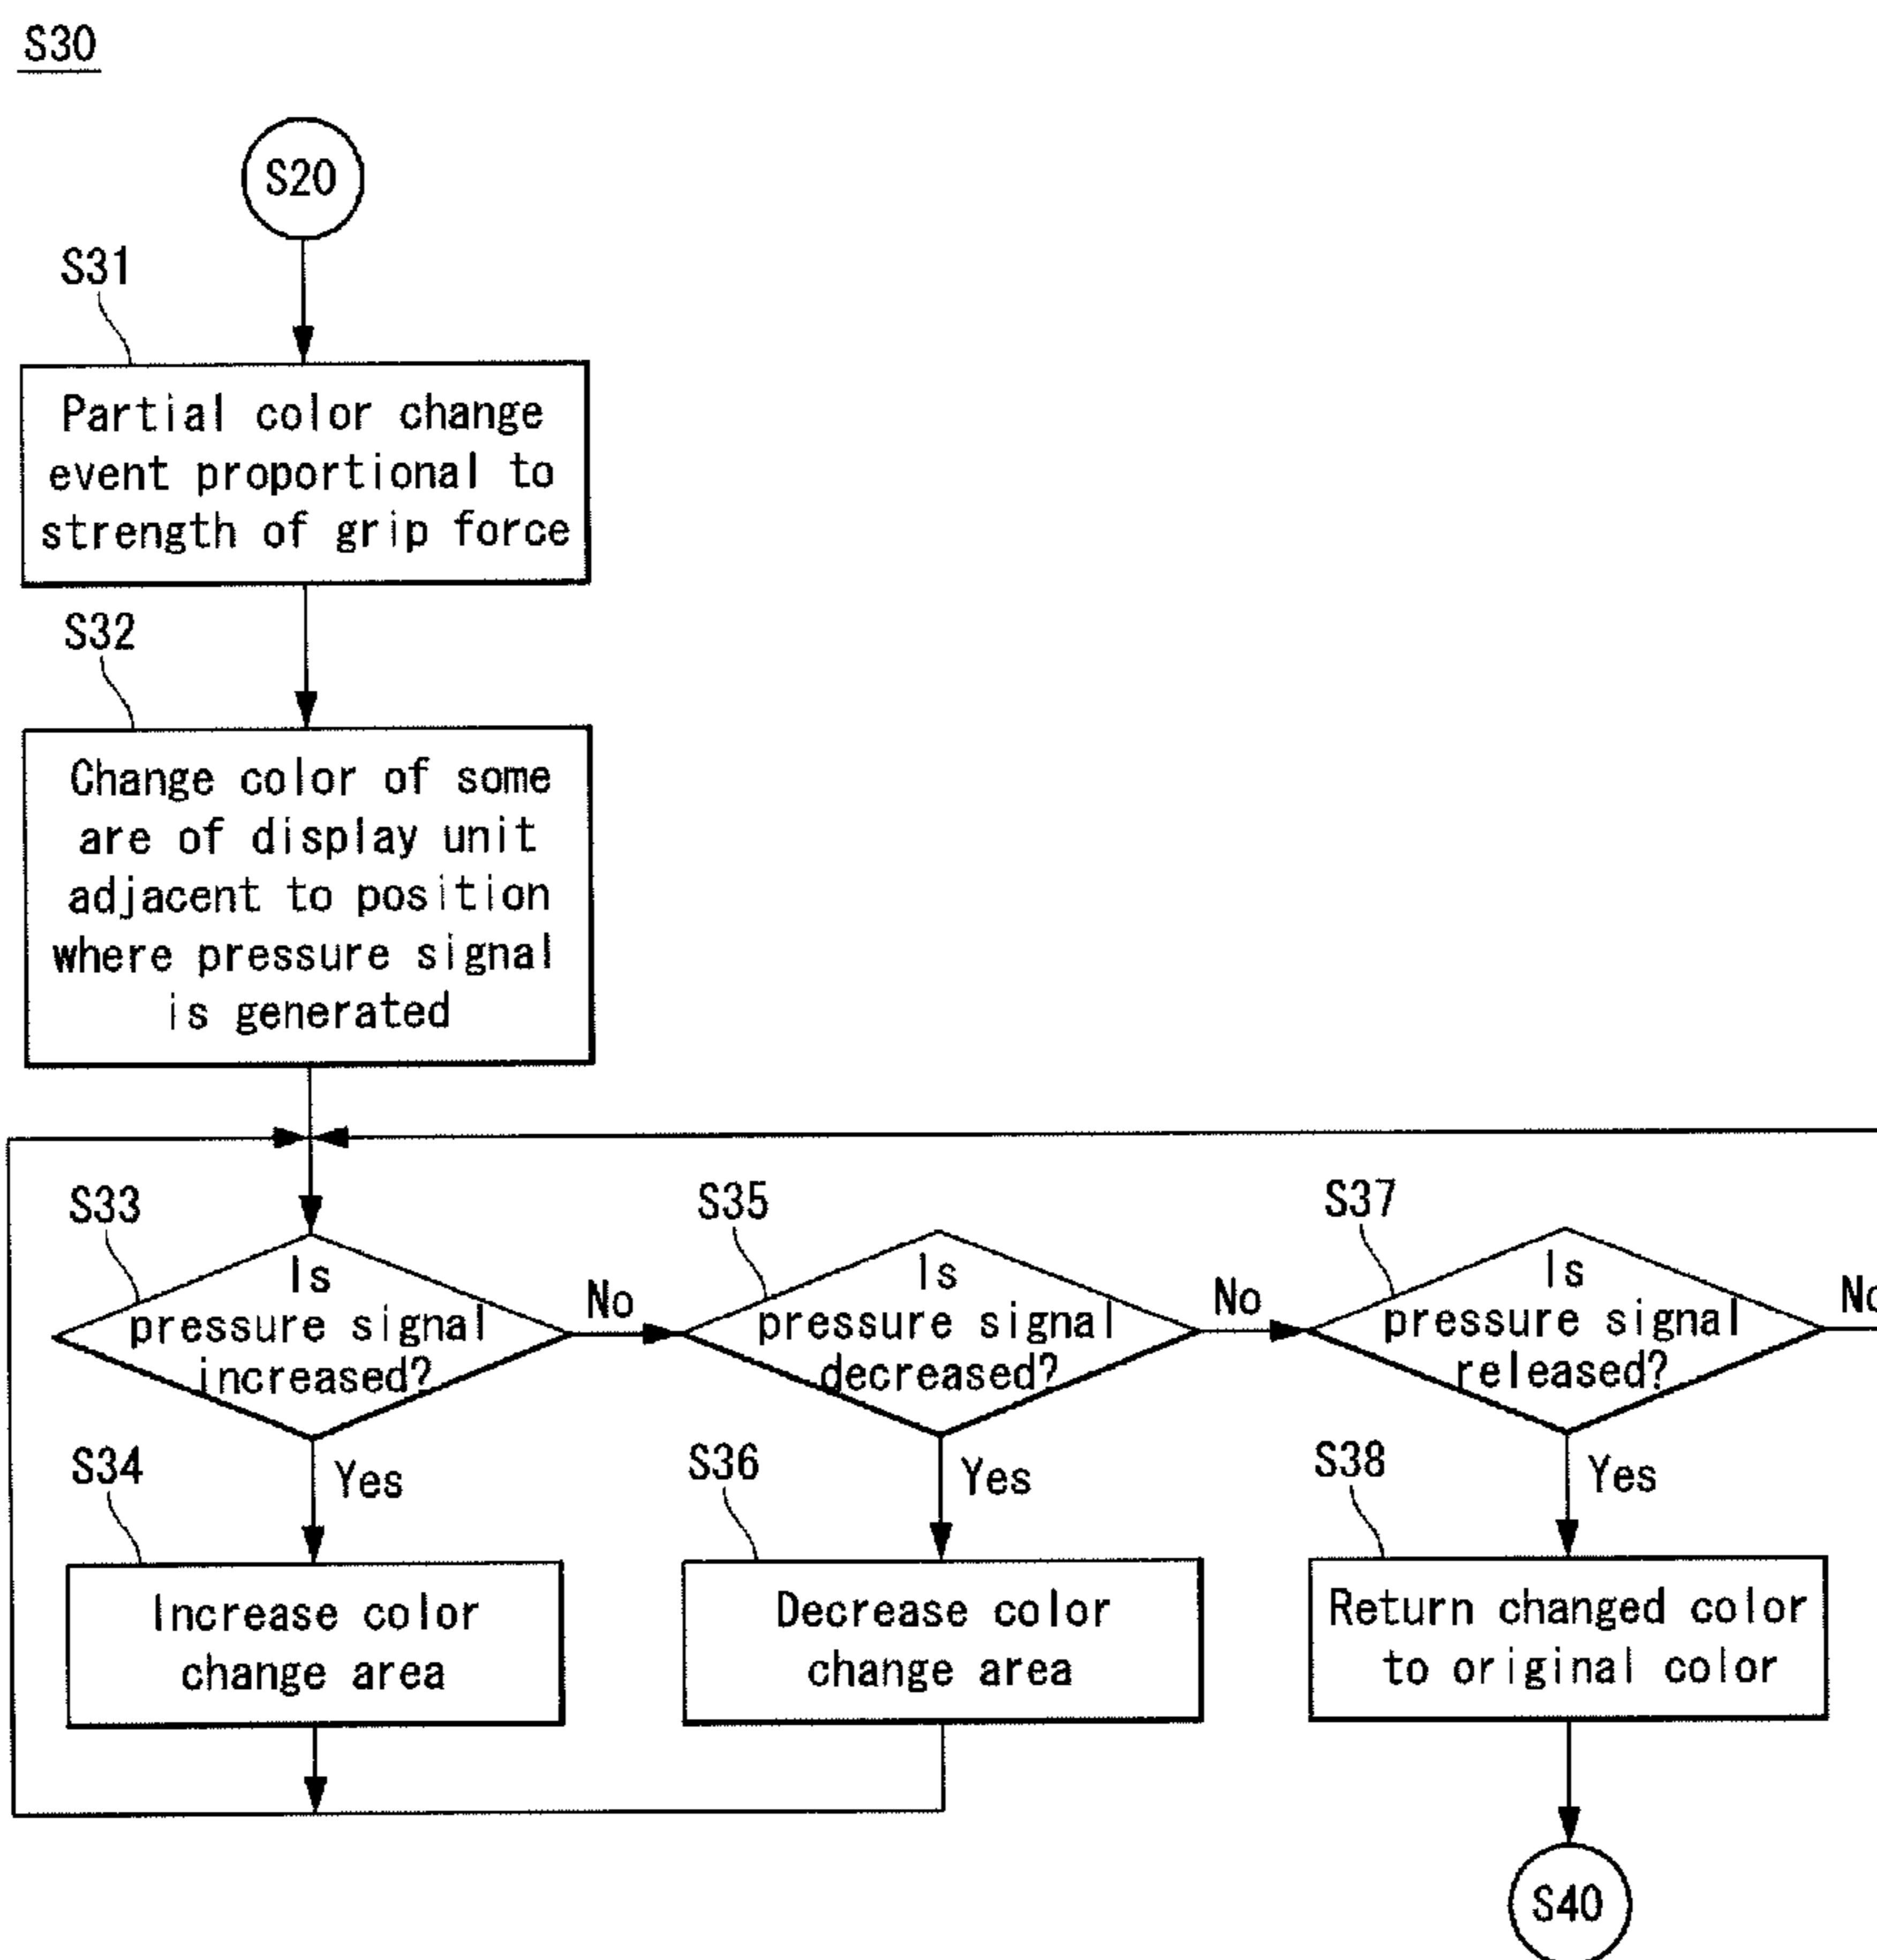 S30
S20
S31
Partial color change
event proportional to
strength of grip force
S32
Change color of some
are of display unit
adjacent to position
where pressure signal
is generated
S33
Is
pressure signal
increased?
No
S35
Is
pressure signal
decreased?
No
S37
Is
pressure signal
released?
No
S34
Yes
Increase color
change area
S36
Yes
Decrease color
change area
S38
Yes
Return changed color
to original color
S40